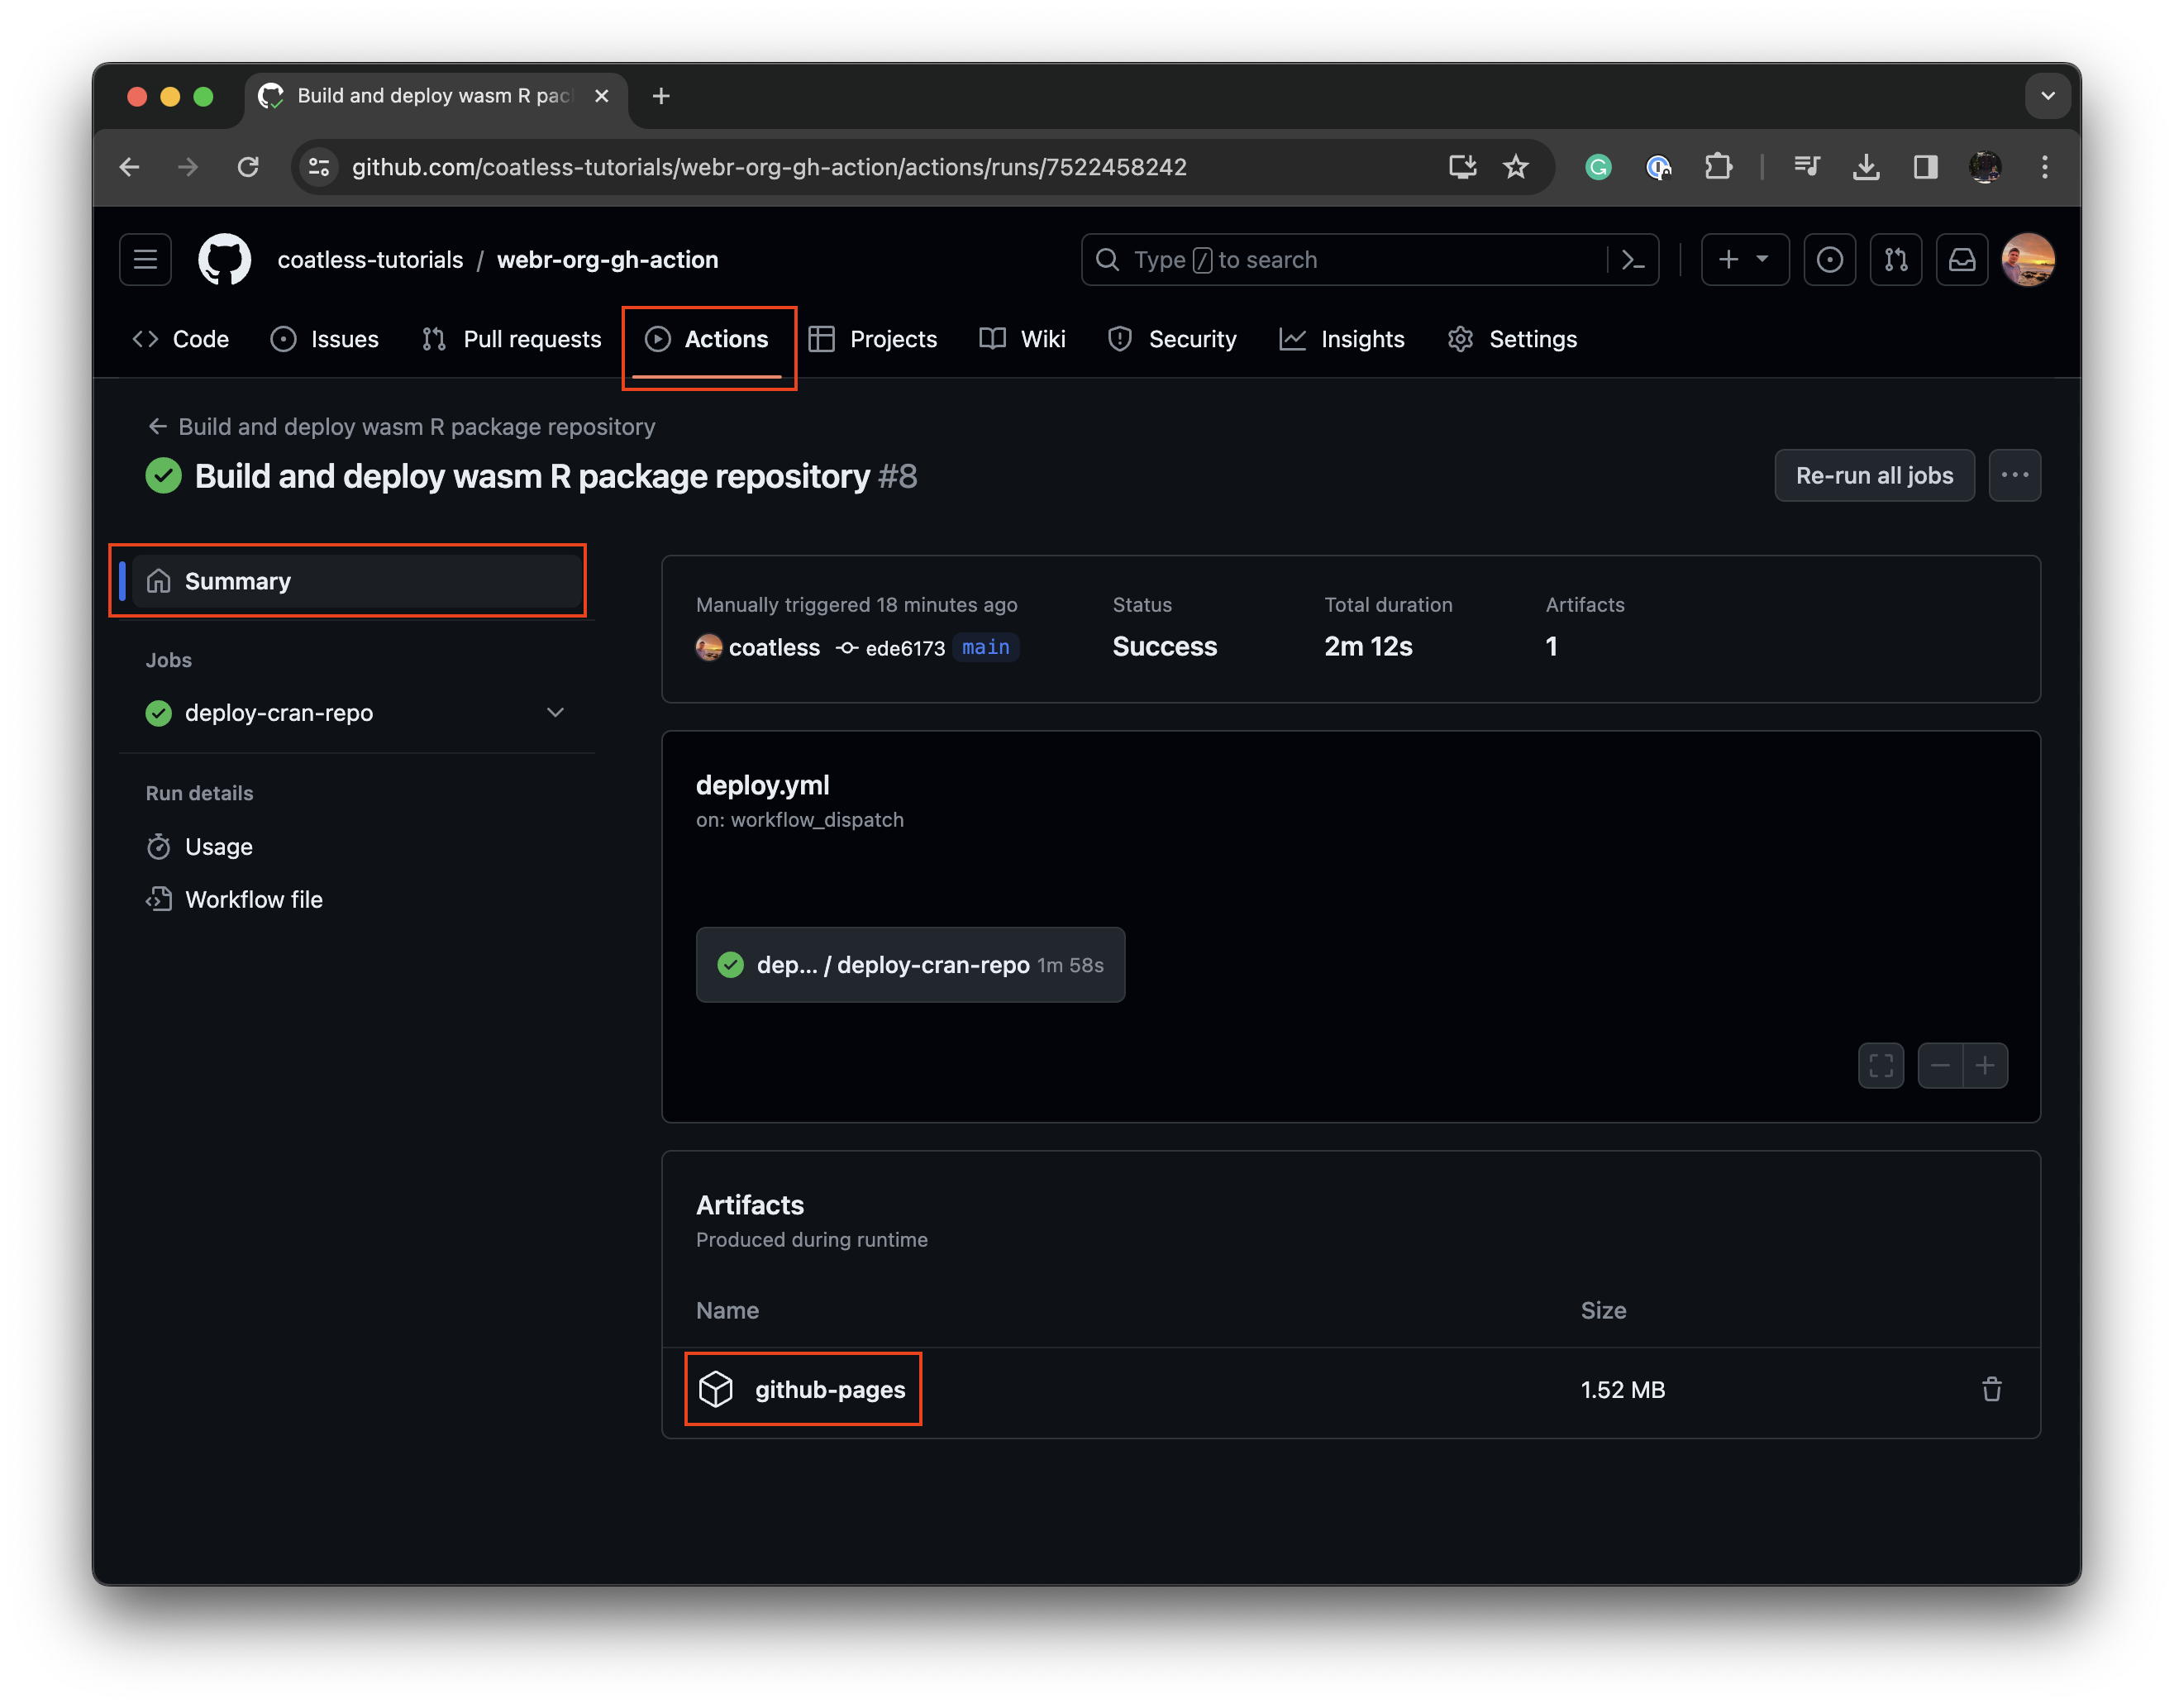 Build and deploy wasm R pac
github.com/coatless-tutorials/webr-org-gh-action/actions/runs/7522458242
coatless-tutorials / webr-org-gh-action
Type / to search
Code Issues Pull requests Actions Projects Wiki Security Insights Settings
Build and deploy wasm R package repository
Build and deploy wasm R package repository #8
Re-run all jobs
Summary
Jobs
deploy-cran-repo
Run details
Usage
Workflow file
Manually triggered 18 minutes ago
coatless ede6173 main
Status
Success
Total duration
2m 12s
Artifacts
1
deploy.yml
on: workflow_dispatch
dep... / deploy-cran-repo 1m 58s
Artifacts
Produced during runtime
Name Size
github-pages 1.52 MB